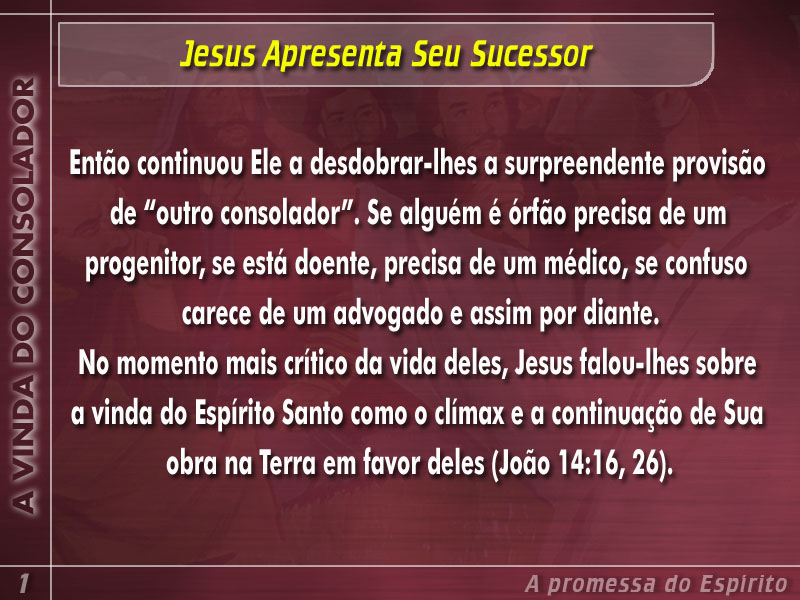 Jesus Apresenta Seu Sucessor
A VINDA DO CONSOLADOR
Então continuou Ele a desdobrar-lhes a surpreendente provisão
de “outro consolador”. Se alguém é órfão precisa de um
progenitor, se está doente, precisa de um médico, se confuso
carece de um advogado e assim por diante.
No momento mais crítico da vida deles, Jesus falou-lhes sobre
a vinda do Espírito Santo como o clímax e a continuação de Sua
obra na Terra em favor deles (João 14:16, 26).
1
A promessa do Espírito